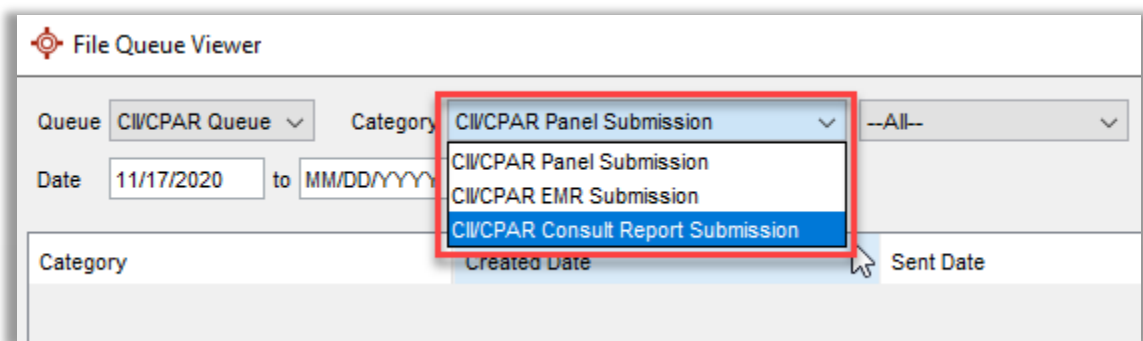 File Queue Viewer
Queue CII/CPAR Queue Category CII/CPAR Panel Submission --All--
CII/CPAR Panel Submission
Date 11/17/2020 to MM/DD/YYYY
CII/CPAR EMR Submission
CII/CPAR Consult Report Submission
Category Created Date Sent Date